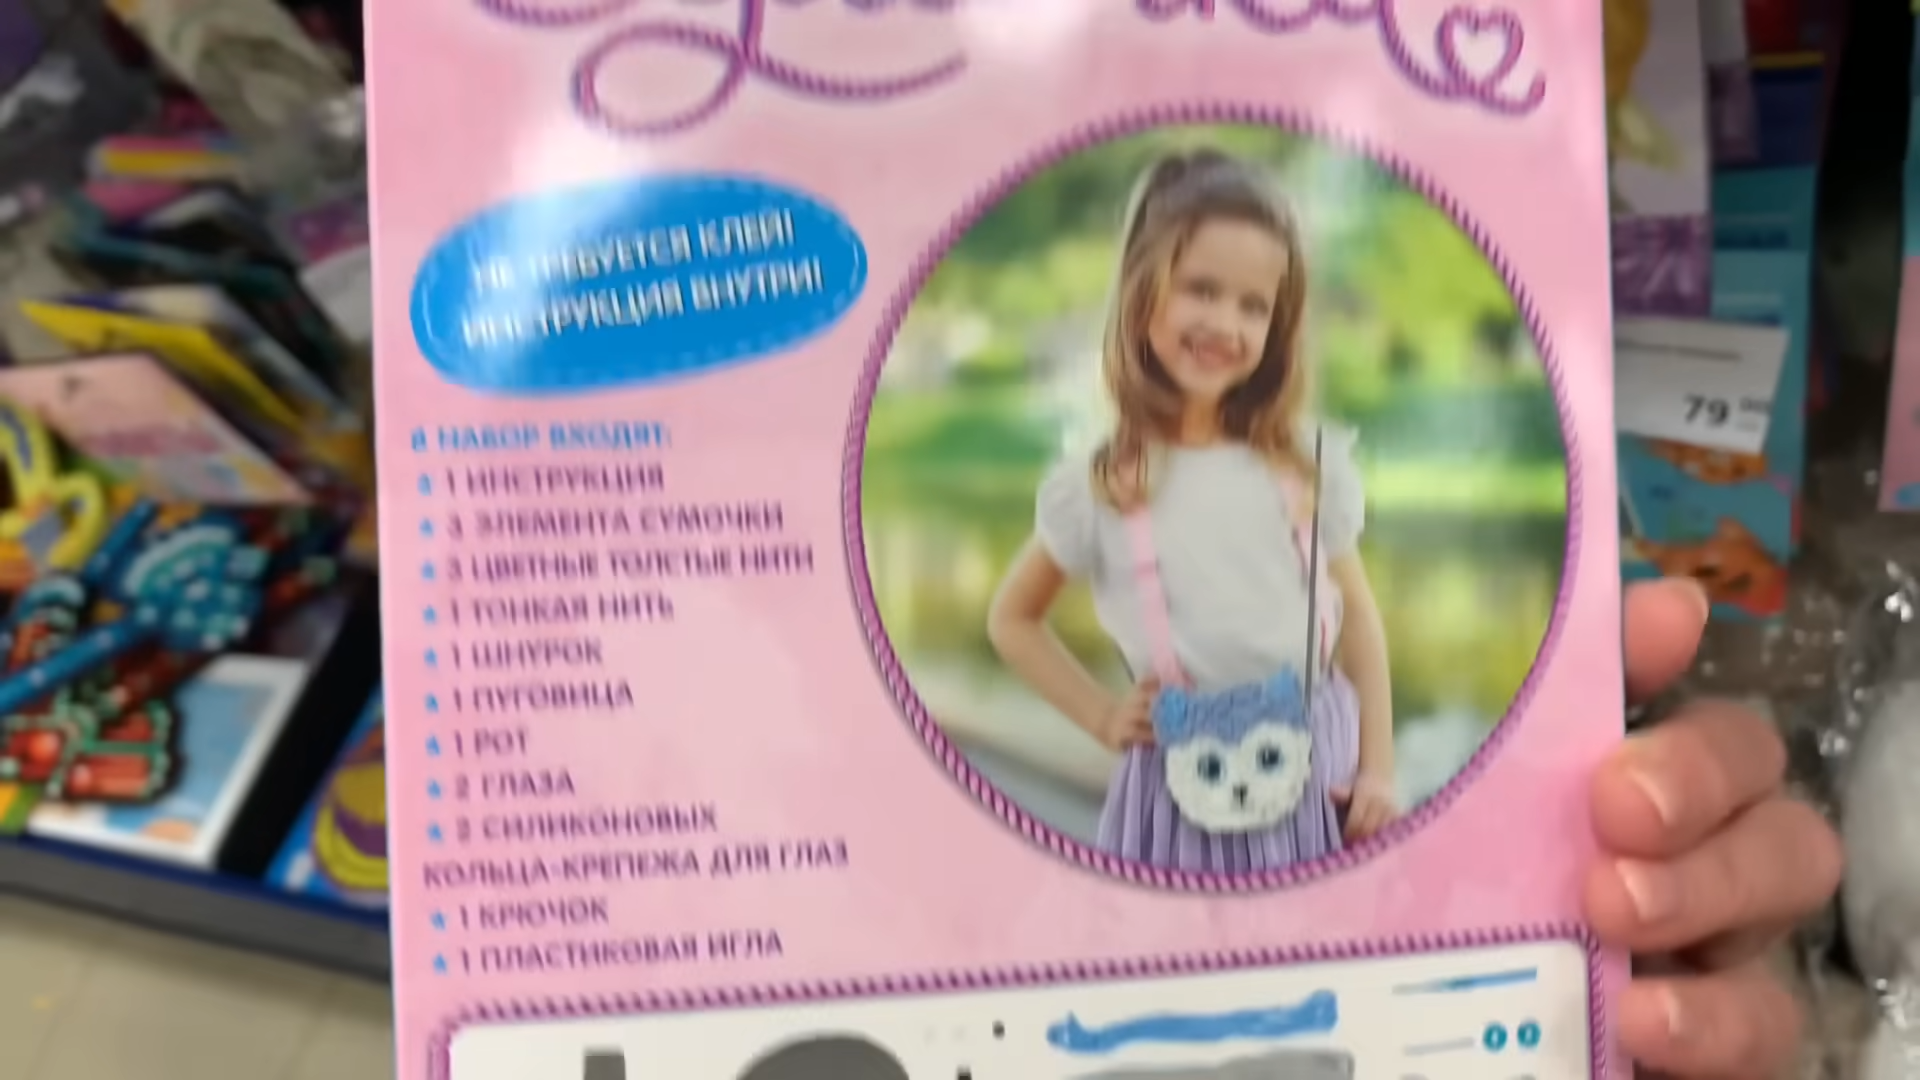 НЕ ТРЕБУЕТСЯ КЛЕЙ!
ИНСТРУКЦИЯ ВНУТРИ!
В НАБОР ВХОДЯТ:
1 ИНСТРУКЦИЯ
3 ЭЛЕМЕНТА СУМОЧКИ
3 ЦВЕТНЫЕ ТОЛСТЫЕ НИТИ
1 ТОНКАЯ НИТЬ
1 ШНУРОК
1 ПУГОВИЦА
1 РОТ
2 ГЛАЗА
2 СИЛИКОНОВЫХ
КОЛЬЦА-КРЕПЕЖА ДЛЯ ГЛАЗ
1 КРЮЧОК
1 ПЛАСТИКОВАЯ ИГЛА
79